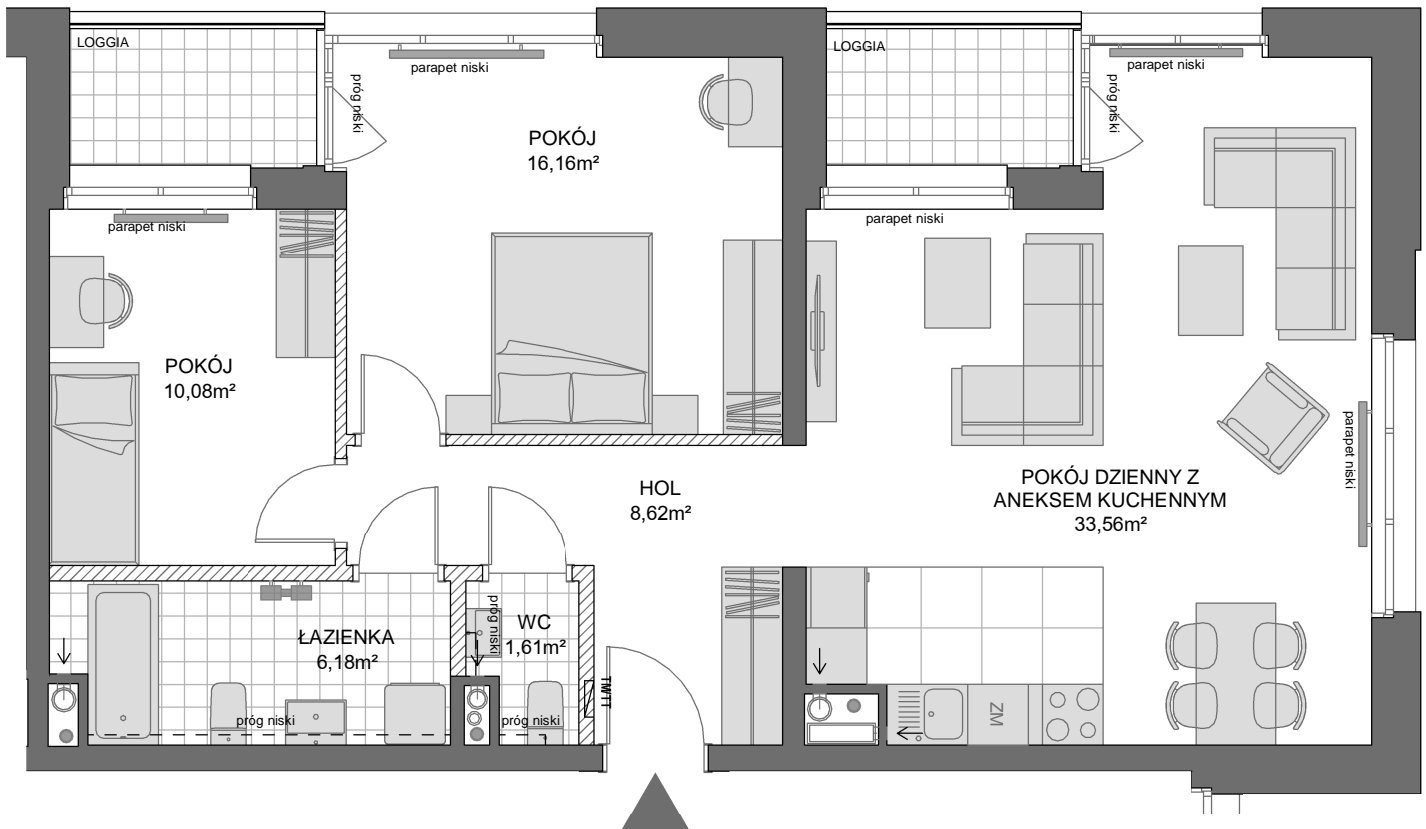 LOGGIA
parapet niski
próg niski
POKÓJ
16,16m²
LOGGIA
parapet niski
próg niski
parapet niski
parapet niski
POKÓJ
10,08m²
HOL
8,62m²
POKÓJ DZIENNY Z
ANEKSEM KUCHENNYM
33,56m²
parapet niski
ŁAZIENKA
6,18m²
próg niski
próg niski
WC
1,61m²
próg niski
TM/TT
ZM